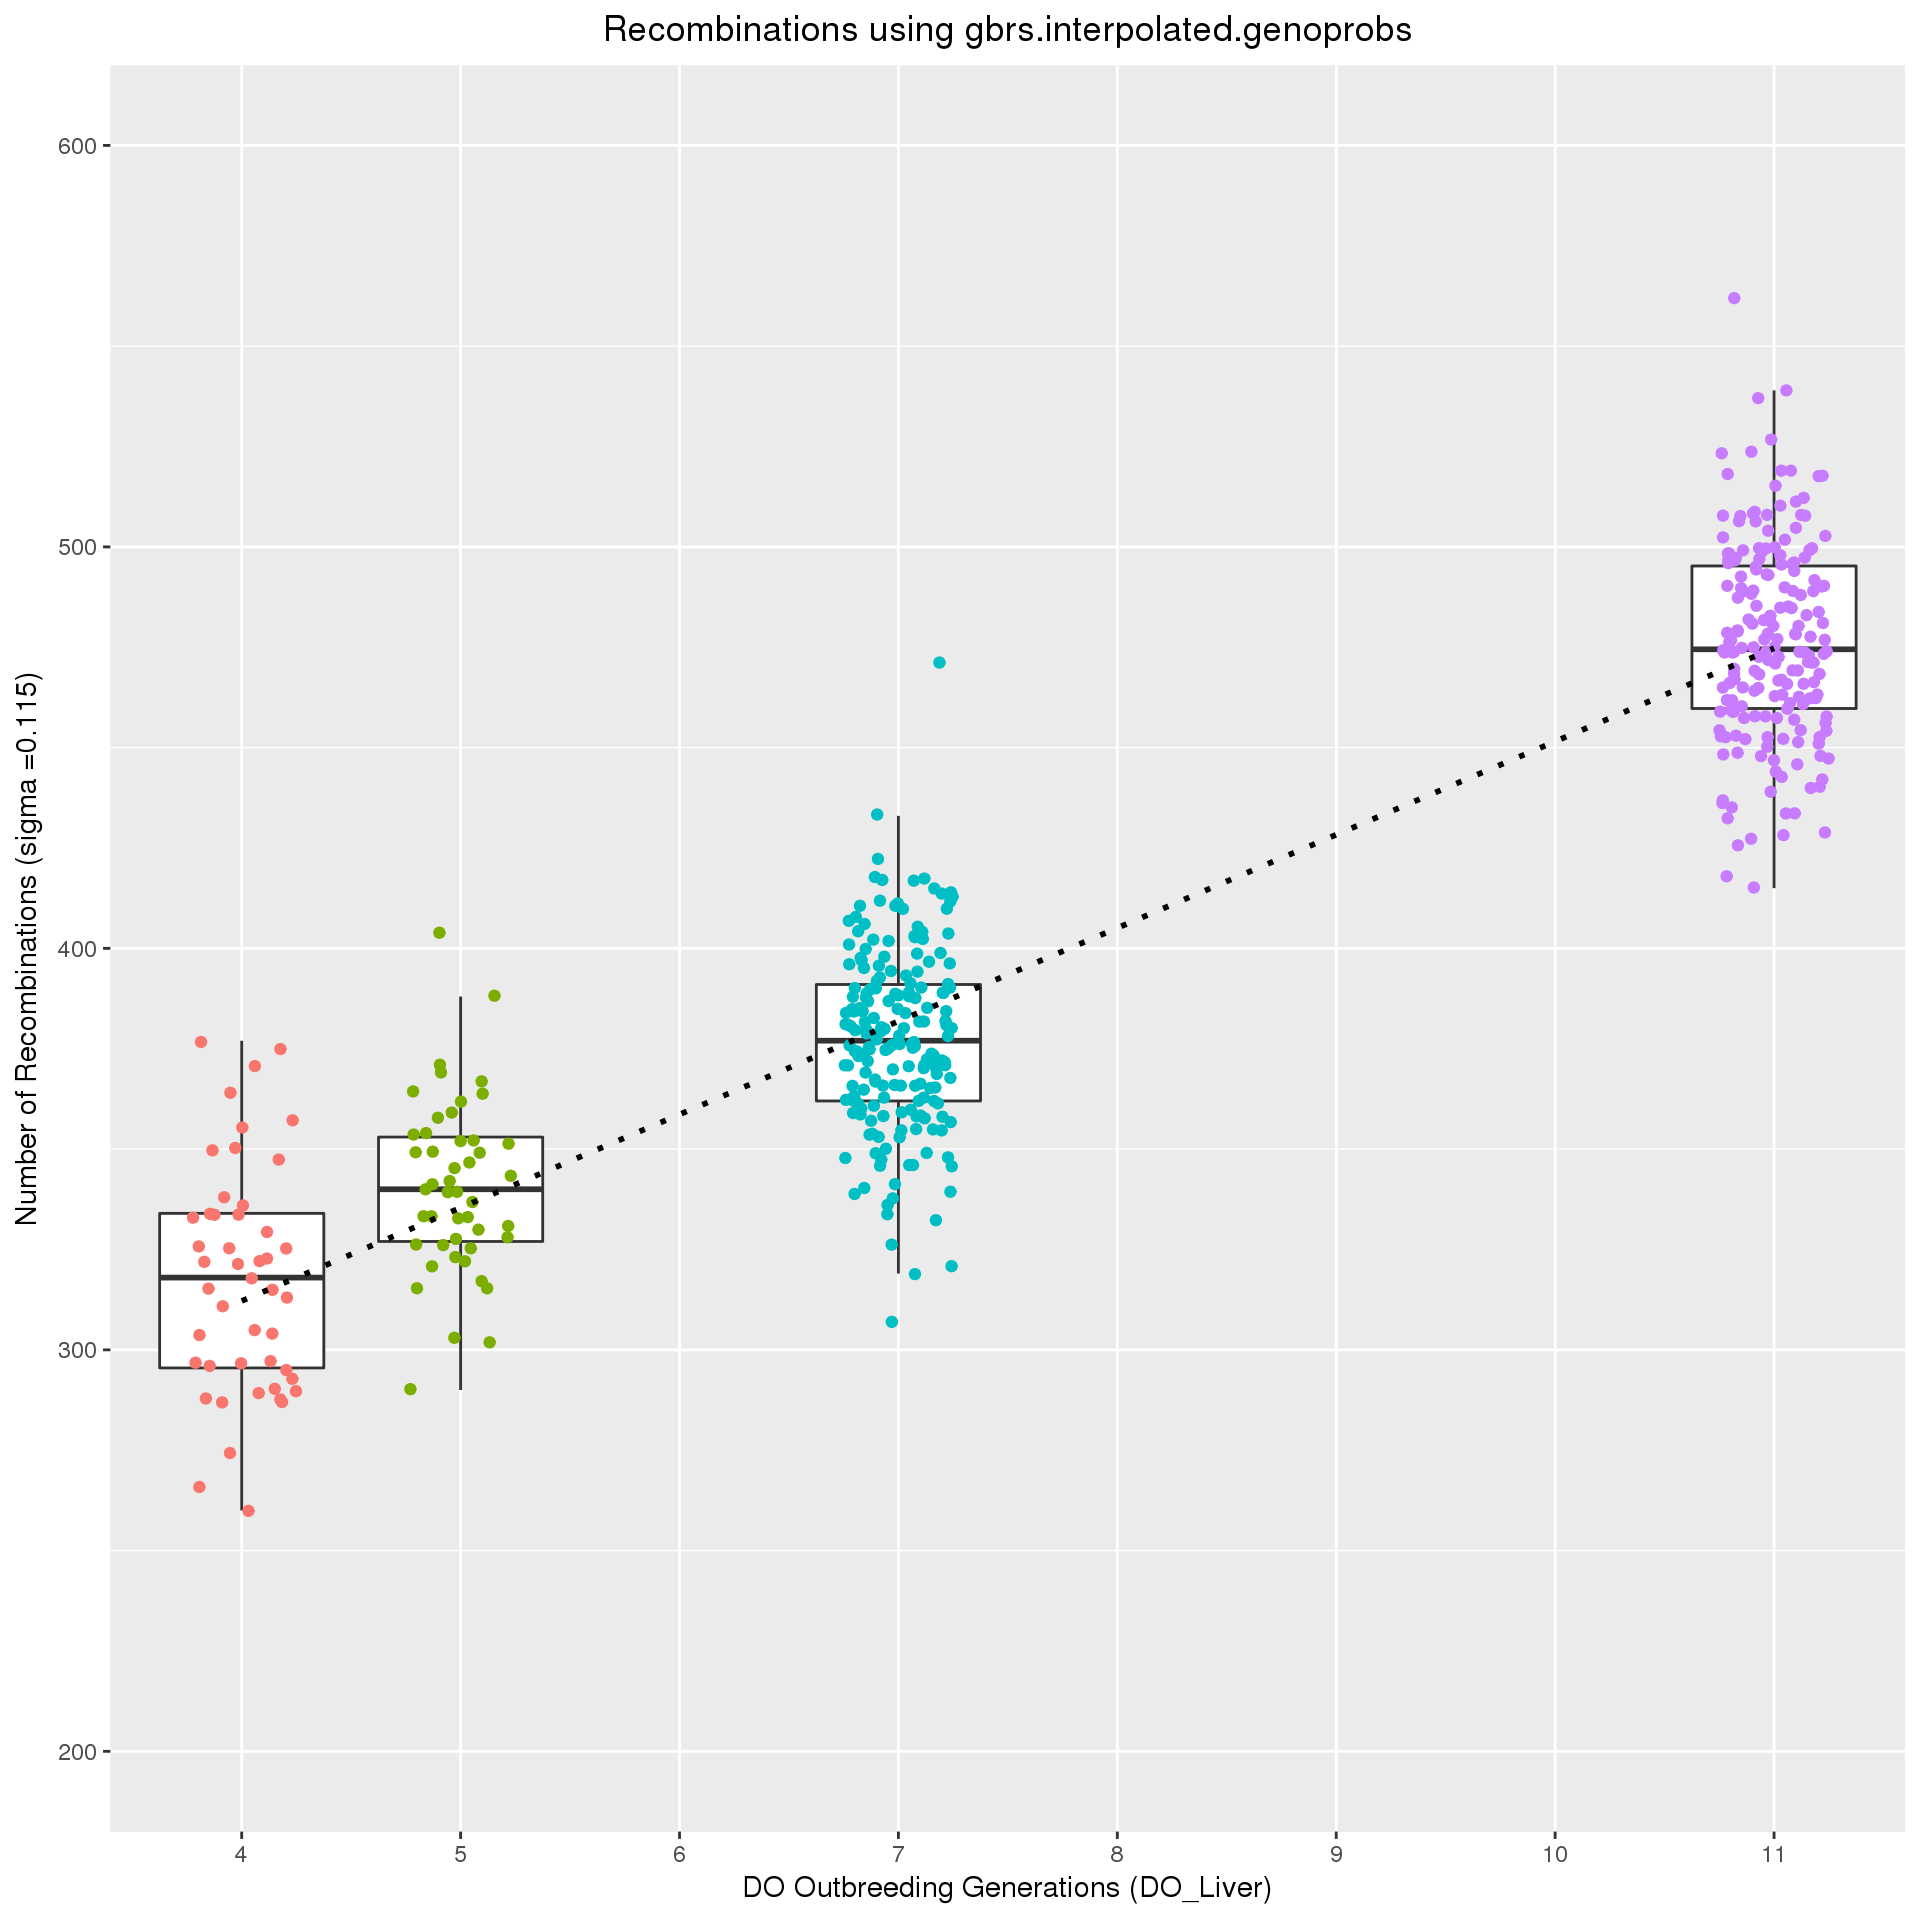 Recombinations using gbrs.interpolated.genoprobs
Number of Recombinations (sigma =0.115)
600
500
400
300
200
4 5 6 7 8 9 10 11
DO Outbreeding Generations (DO_Liver)